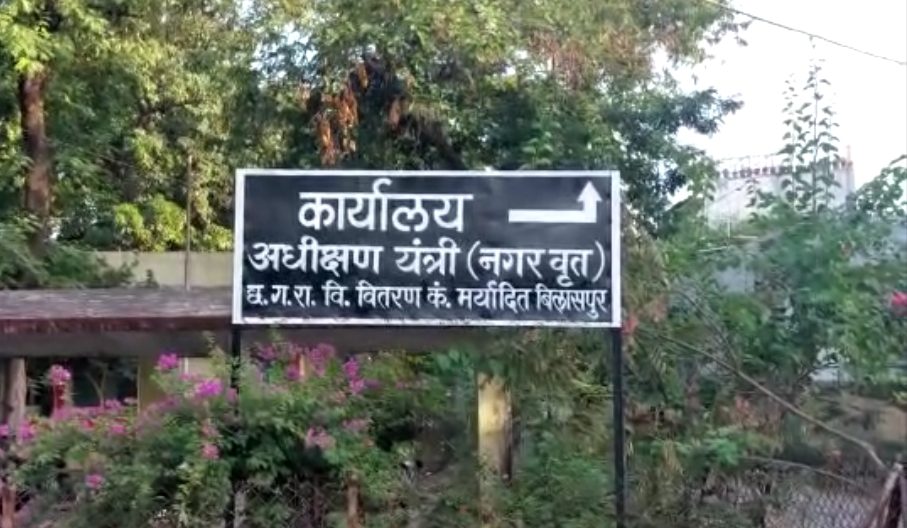 कार्यालय
अधीक्षण यंत्री (नगर वृत)
छ.ग.रा. वि. वितरण कं. मर्यादित बिलासपुर